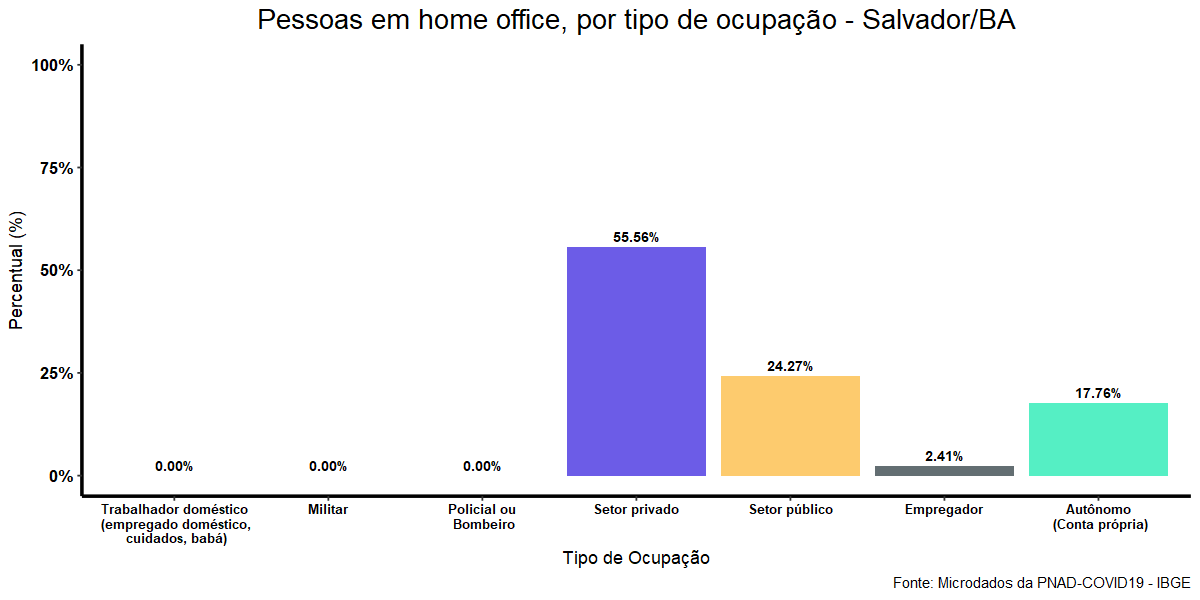 Pessoas em home office, por tipo de ocupação - Salvador/BA
100%
75%
50%
25%
0%
Percentual (%)
0.00%
0.00%
0.00%
55.56%
24.27%
2.41%
17.76%
Trabalhador doméstico
(empregado doméstico,
cuidados, babá)
Militar
Policial ou
Bombeiro
Setor privado
Setor público
Empregador
Autônomo
(Conta própria)
Tipo de Ocupação
Fonte: Microdados da PNAD-COVID19 - IBGE